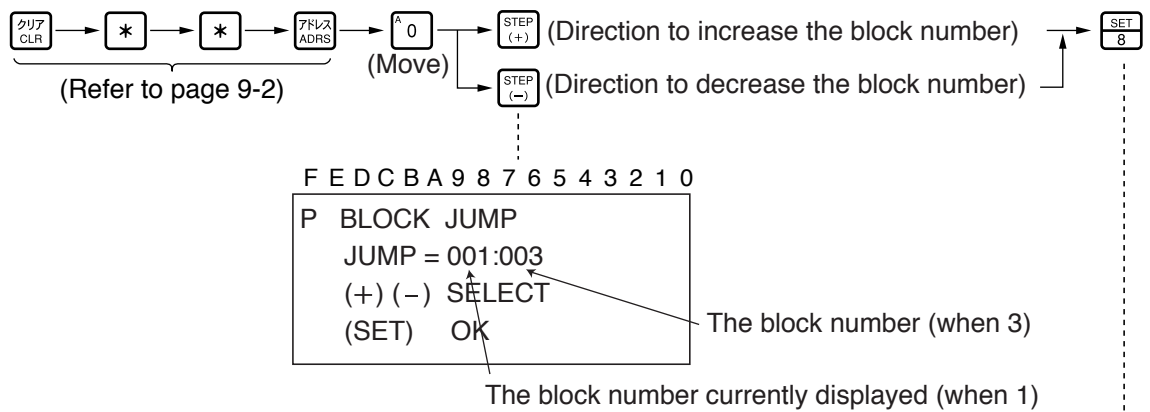 クリア CLR * * アドレス ADRS A 0 STEP (+) (Direction to increase the block number) SET 8
(Refer to page 9-2) (Move) STEP (−) (Direction to decrease the block number)
F E D C B A 9 8 7 6 5 4 3 2 1 0
P BLOCK JUMP
JUMP = 001:003
(+) (−) SELECT
(SET) OK
The block number (when 3)
The block number currently displayed (when 1)